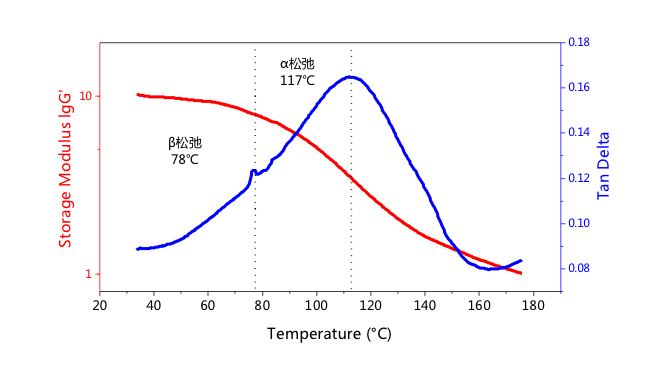 0.18
α松弛
117℃
0.16
10
0.14
β松弛
78℃
0.12
0.10
0.08
1
Storage Modulus lgG'
Tan Delta
20 40 60 80 100 120 140 160 180
Temperature (°C)